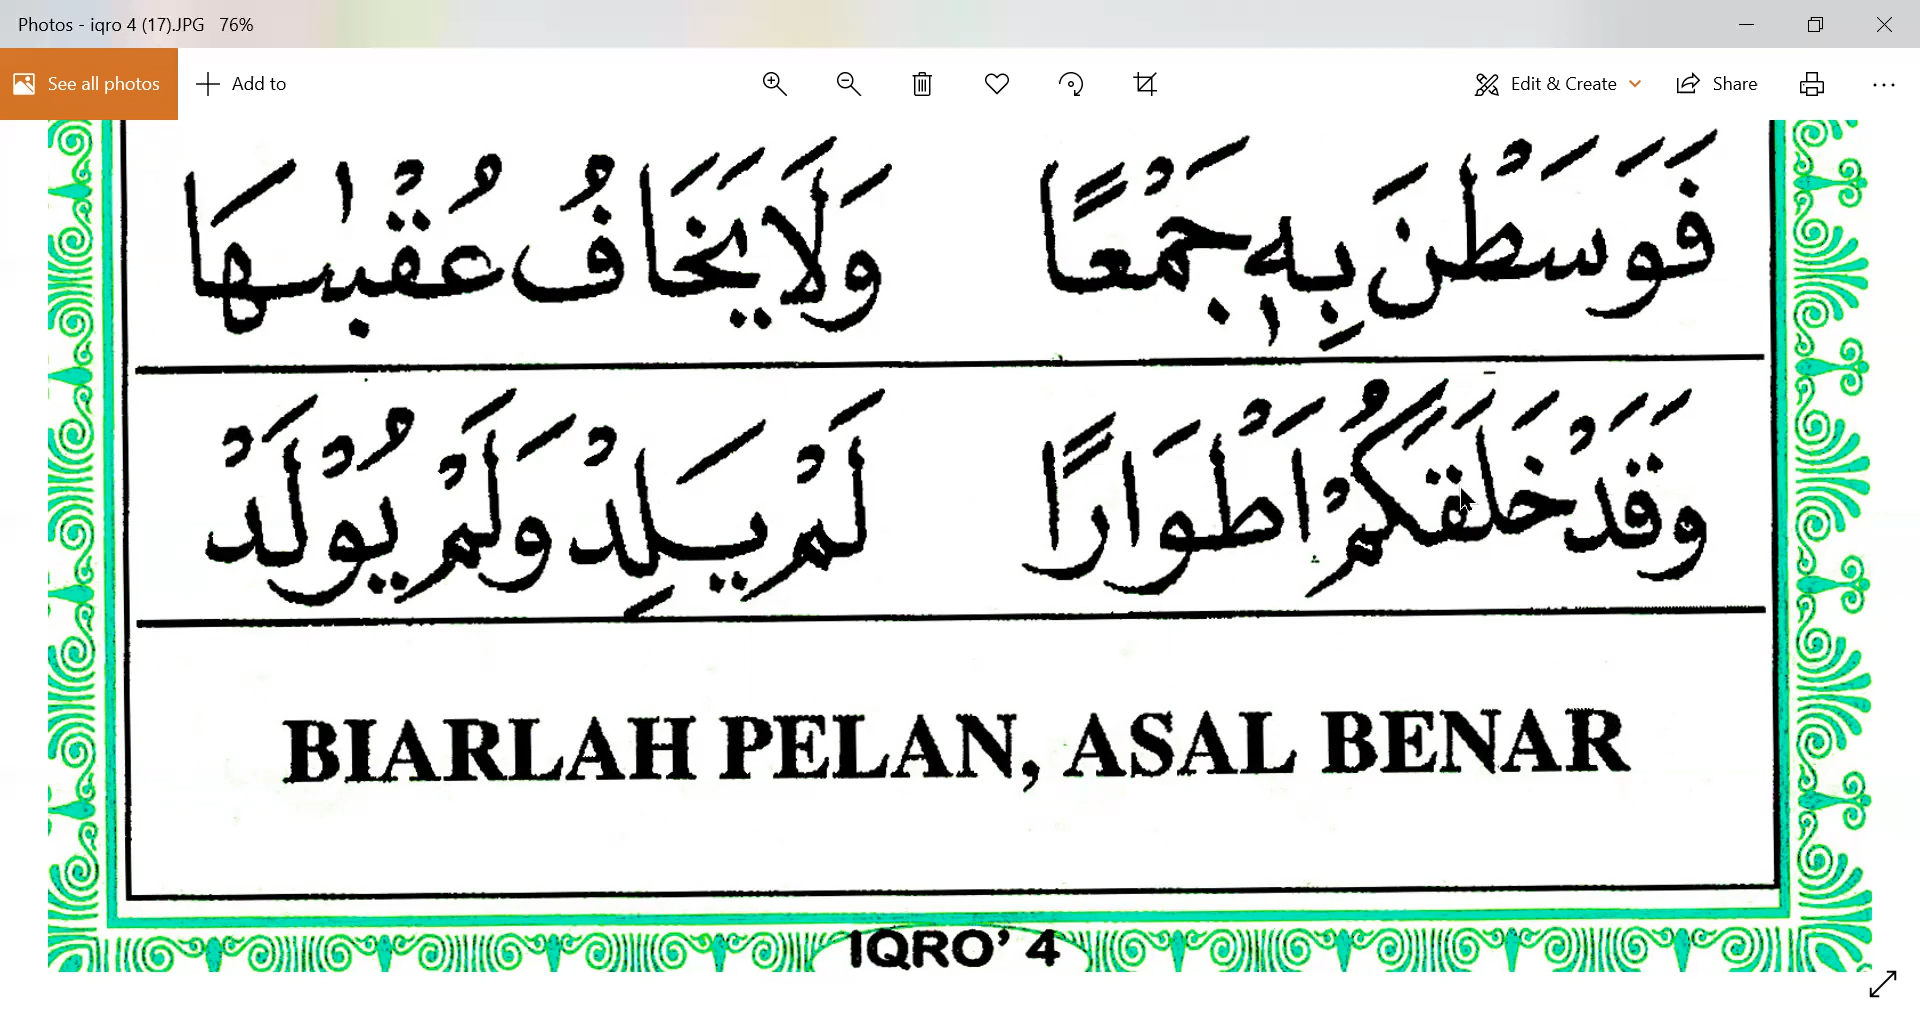 Photos - iqro 4 (17).JPG 76%
See all photos
Add to
Edit & Create
Share
فَوَسَطْنَ بِهٖ جَمْعًا وَلَا يَخَافُ عُقْبٰىهَا
وَقَدْ خَلَقَكُمْ اَطْوَارًا لَمْ يَلِدْ وَلَمْ يُوْلَدْ
BIARLAH PELAN, ASAL BENAR
IQRO' 4